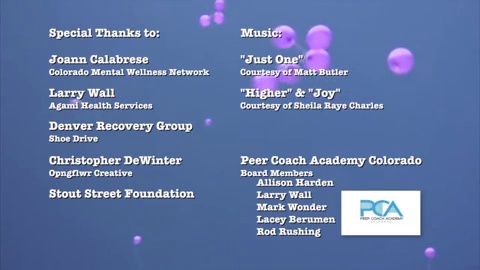 Special Thanks to:
Joann Calabrese
Colorado Mental Wellness Network
Larry Wall
Agami Health Services
Denver Recovery Group
Shoe Drive
Christopher DeWinter
Opngflwr Creative
Stout Street Foundation
Music:
"Just One"
Courtesy of Matt Butler
"Higher" & "Joy"
Courtesy of Sheila Raye Charles
Peer Coach Academy Colorado
Board Members
Allison Harden
Larry Wall
Mark Wonder
Lacey Berumen
Rod Rushing
PCA
PEER COACH ACADEMY